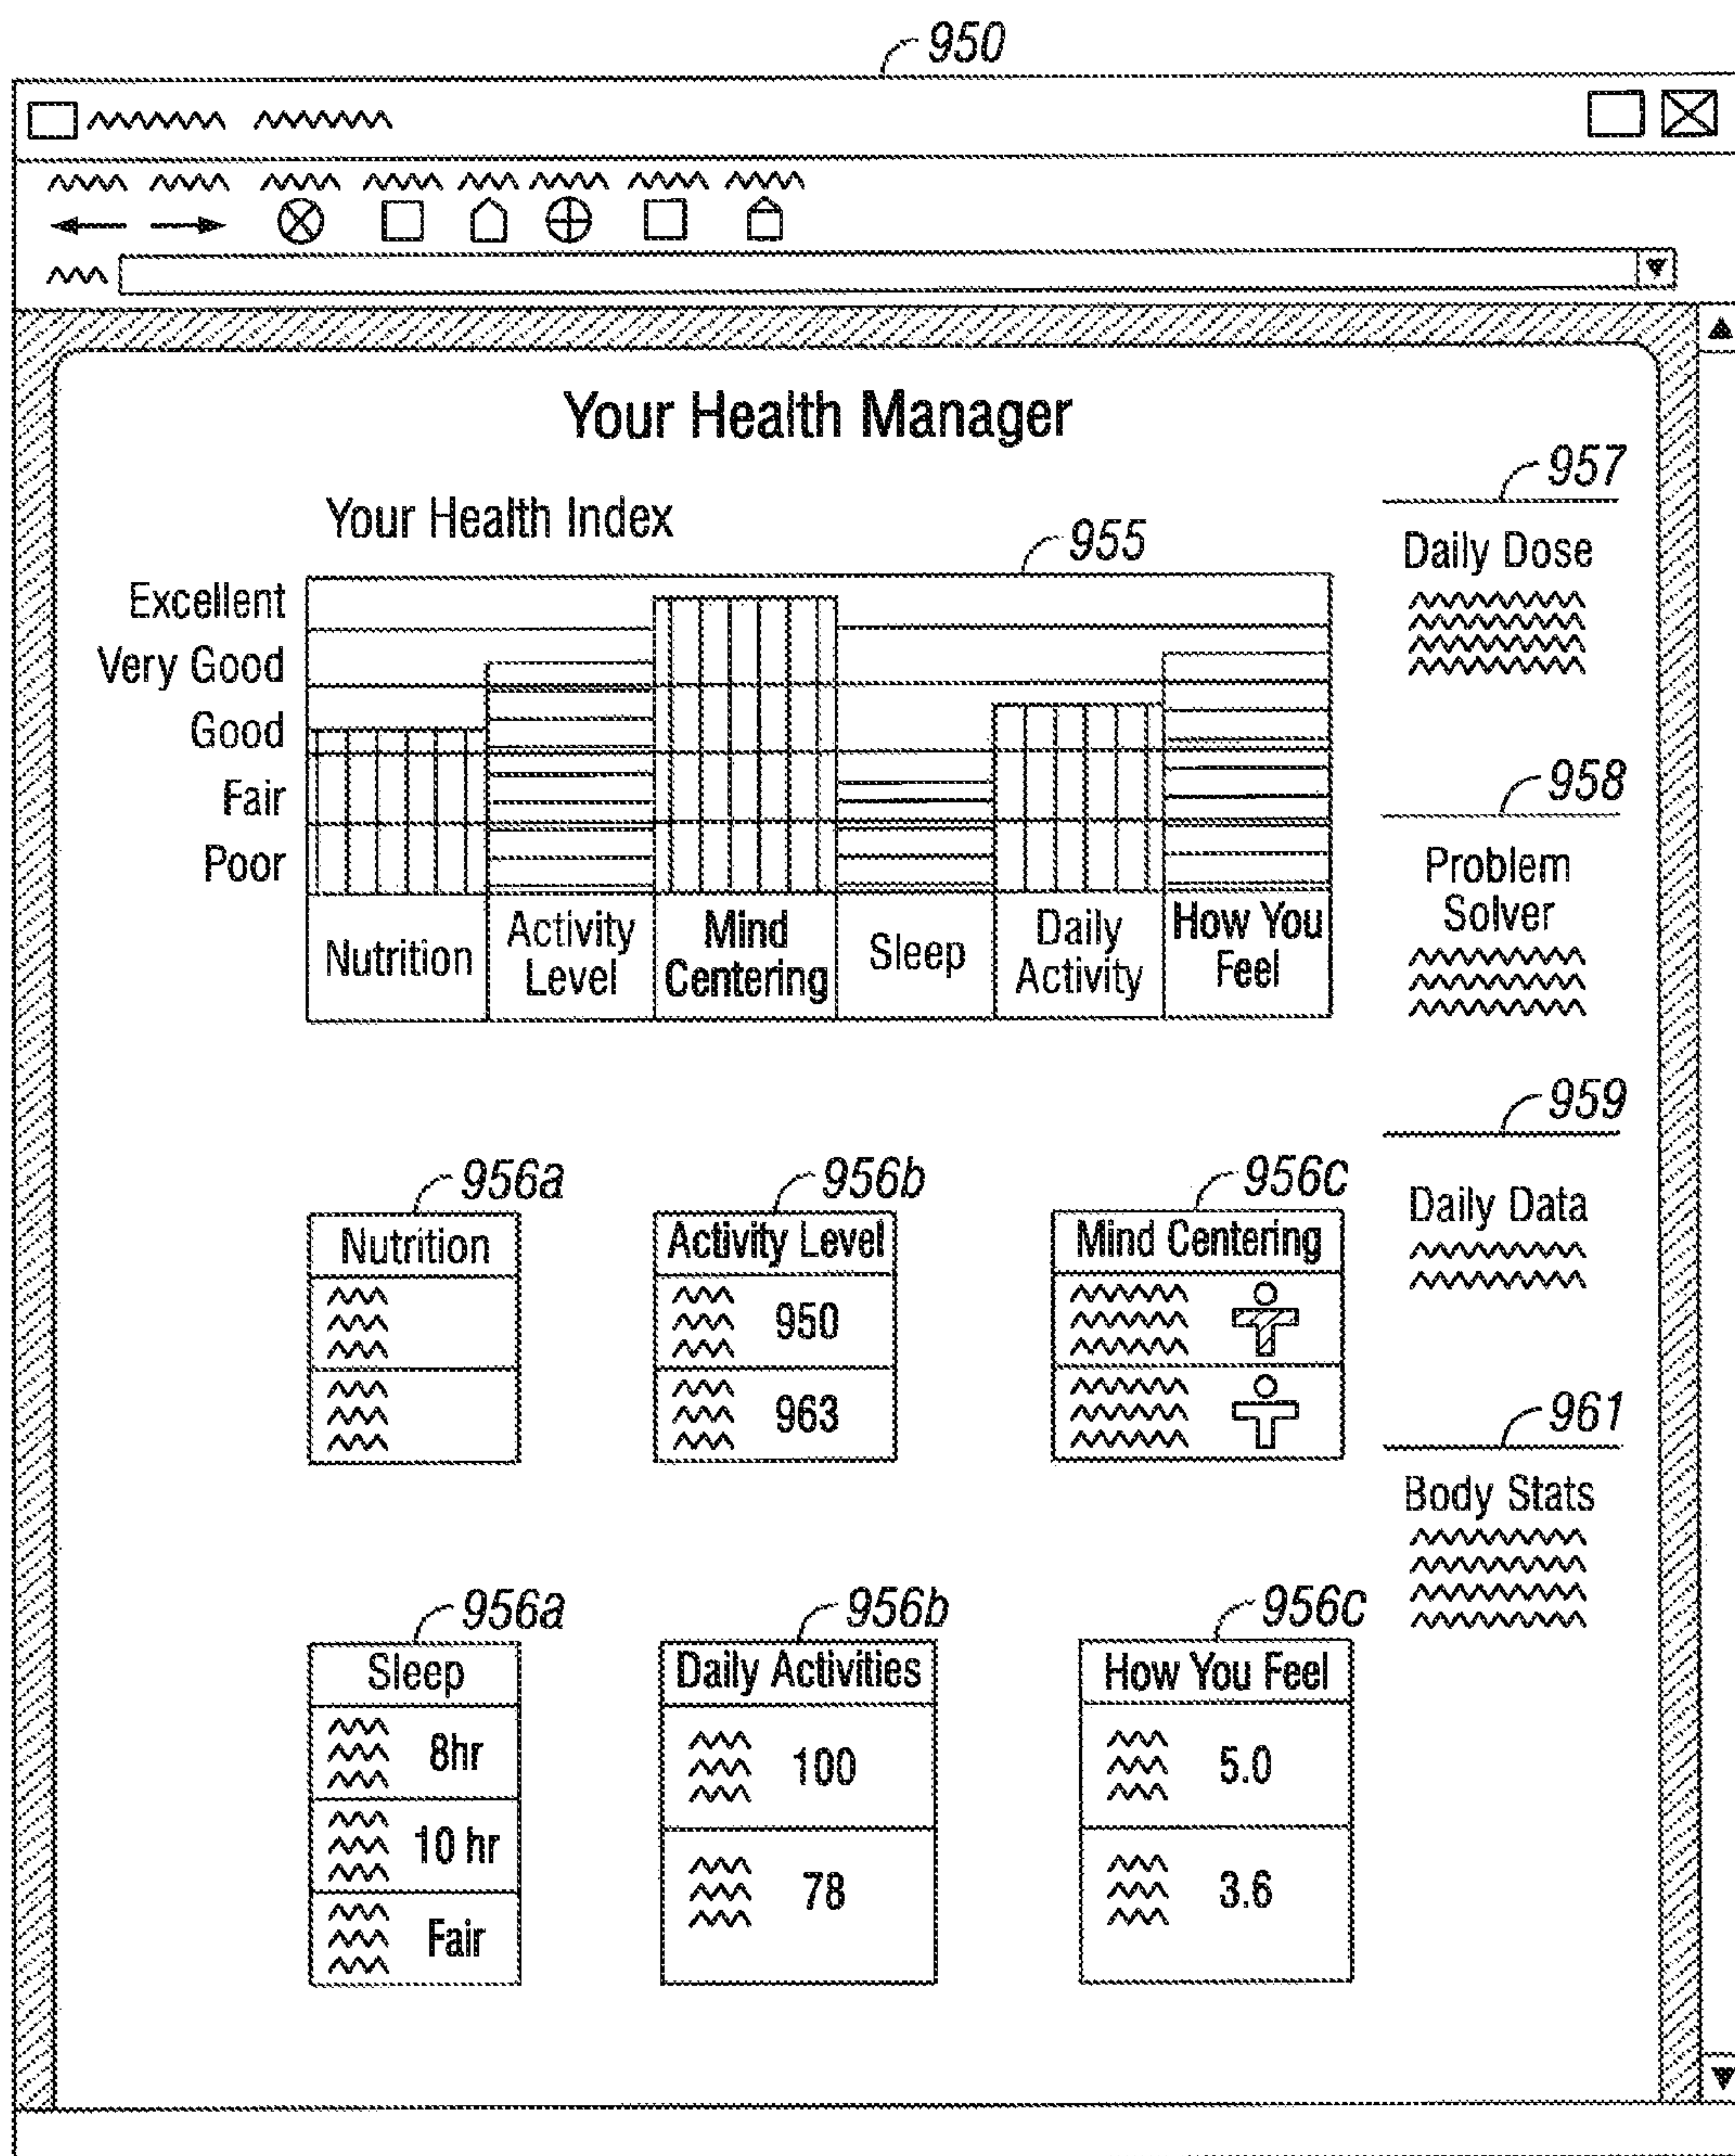 950
Your Health Manager
957
Your Health Index
955
Daily Dose
Excellent
Very Good
Good
Fair
Poor
958
Problem
Solver
Nutrition
Activity
Level
Mind
Centering
Sleep
Daily
Activity
How You
Feel
959
Daily Data
956a
956b
956c
Nutrition
Activity Level
950
963
Mind Centering
961
Body Stats
956a
956b
956c
Sleep
8hr
10 hr
Fair
Daily Activities
100
78
How You Feel
5.0
3.6